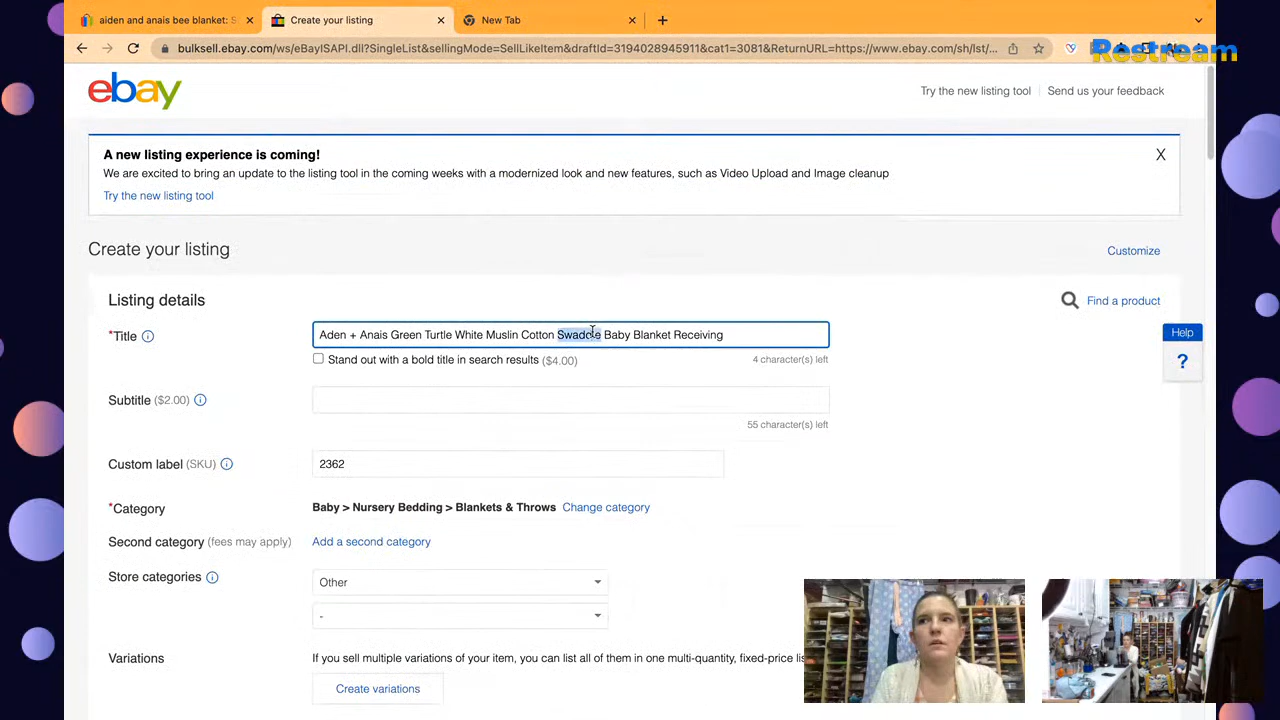 aiden and anais bee blanket: S
Create your listing
New Tab
bulksell.ebay.com/ws/eBayISAPI.dll?SingleList&sellingMode=SellLikeItem&draftId=3194028945911&cat1=3081&ReturnURL=https://www.ebay.com/sh/lst/...
Restream
ebay
Try the new listing tool
Send us your feedback
A new listing experience is coming!
X
We are excited to bring an update to the listing tool in the coming weeks with a modernized look and new features, such as Video Upload and Image cleanup
Try the new listing tool
Create your listing
Customize
Listing details
Find a product
*Title
Aden + Anais Green Turtle White Muslin Cotton Swaddle Baby Blanket Receiving
Help
?
Stand out with a bold title in search results ($4.00)
4 character(s) left
Subtitle ($2.00)
55 character(s) left
Custom label (SKU)
2362
*Category
Baby > Nursery Bedding > Blankets & Throws Change category
Second category (fees may apply)
Add a second category
Store categories
Other
-
Variations
If you sell multiple variations of your item, you can list all of them in one multi-quantity, fixed-price lis
Create variations